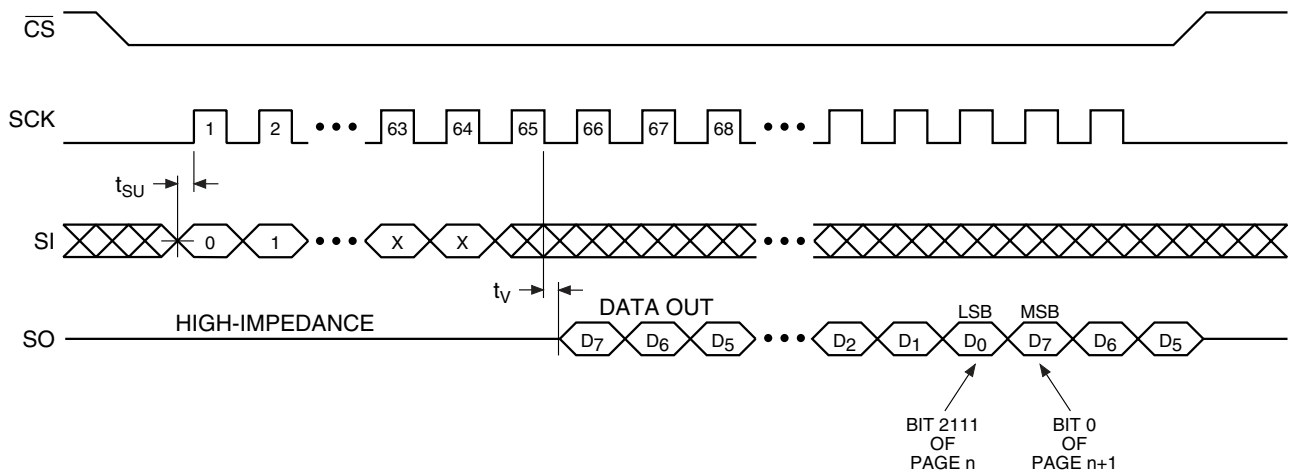 CS
SCK
1 2 ••• 63 64 65 66 67 68 •••
tSU
SI
0 1 ••• X X •••
tV
SO
HIGH-IMPEDANCE
DATA OUT
LSB MSB
D7 D6 D5 ••• D2 D1 D0 D7 D6 D5
BIT 2111
OF
PAGE n
BIT 0
OF
PAGE n+1